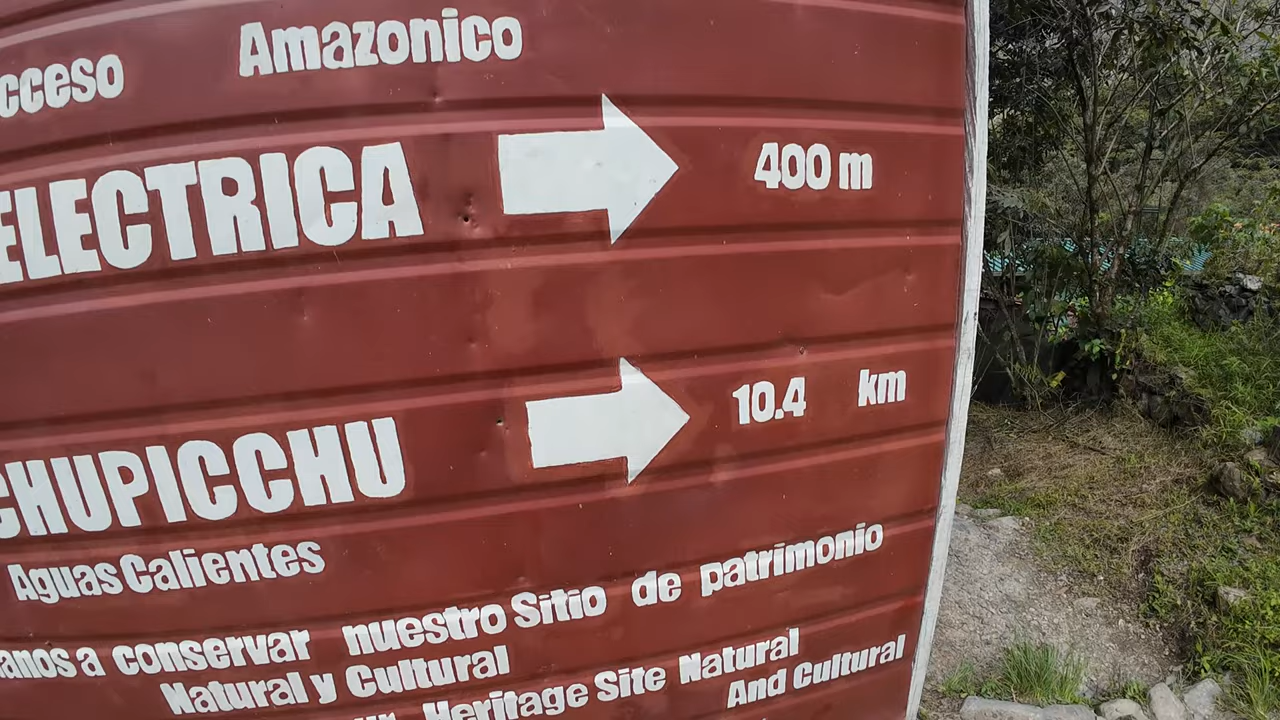 cceso Amazonico
ELECTRICA 400 m
CHUPICCHU 10.4 km
Aguas Calientes
anos a conservar nuestro Sitio de patrimonio
Natural y Cultural
Heritage Site Natural
And Cultural